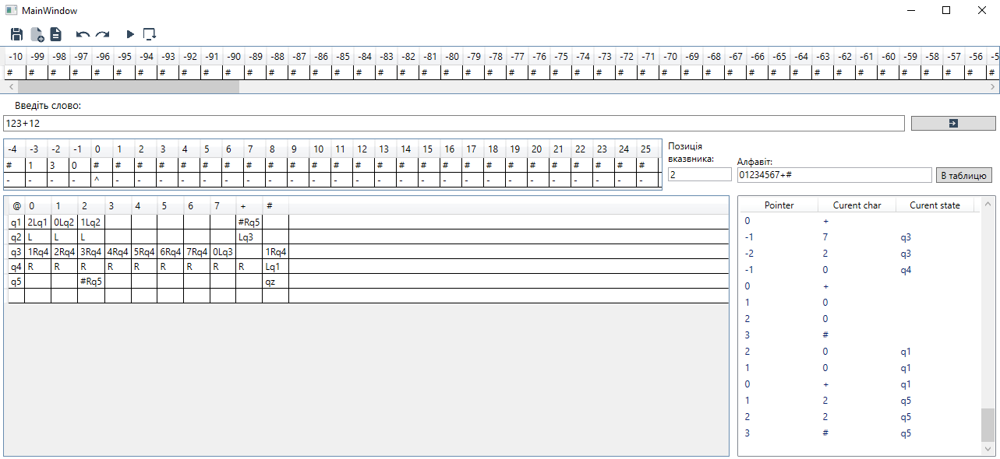 MainWindow
-10 -99 -98 -97 -96 -95 -94 -93 -92 -91 -90 -89 -88 -87 -86 -85 -84 -83 -82 -81 -80 -79 -78 -77 -76 -75 -74 -73 -72 -71 -70 -69 -68 -67 -66 -65 -64 -63 -62 -61 -60 -59 -58 -57 -56 -5
# # # # # # # # # # # # # # # # # # # # # # # # # # # # # # # # # # # # # # # # # # # # # #
Введіть слово:
123+12
-4 -3 -2 -1 0 1 2 3 4 5 6 7 8 9 10 11 12 13 14 15 16 17 18 19 20 21 22 23 24 25
# 1 3 0 # # # # # # # # # # # # # # # # # # # # # # # # # #
- - - - ^ - - - - - - - - - - - - - - - - - - - - - - - - -
Позиція
вказвника:
2
Алфавіт:
01234567+#
В таблицю
@ 0 1 2 3 4 5 6 7 + #
q1 2Lq1 0Lq2 1Lq2 #Rq5
q2 L L L Lq3
q3 1Rq4 2Rq4 3Rq4 4Rq4 5Rq4 6Rq4 7Rq4 0Lq3 1Rq4
q4 R R R R R R R R R Lq1
q5 #Rq5 qz
Pointer Curent char Curent state
0 +
-1 7 q3
-2 2 q3
-1 0 q4
0 +
1 0
2 0
3 #
2 0 q1
1 0 q1
0 + q1
1 2 q5
2 2 q5
3 # q5